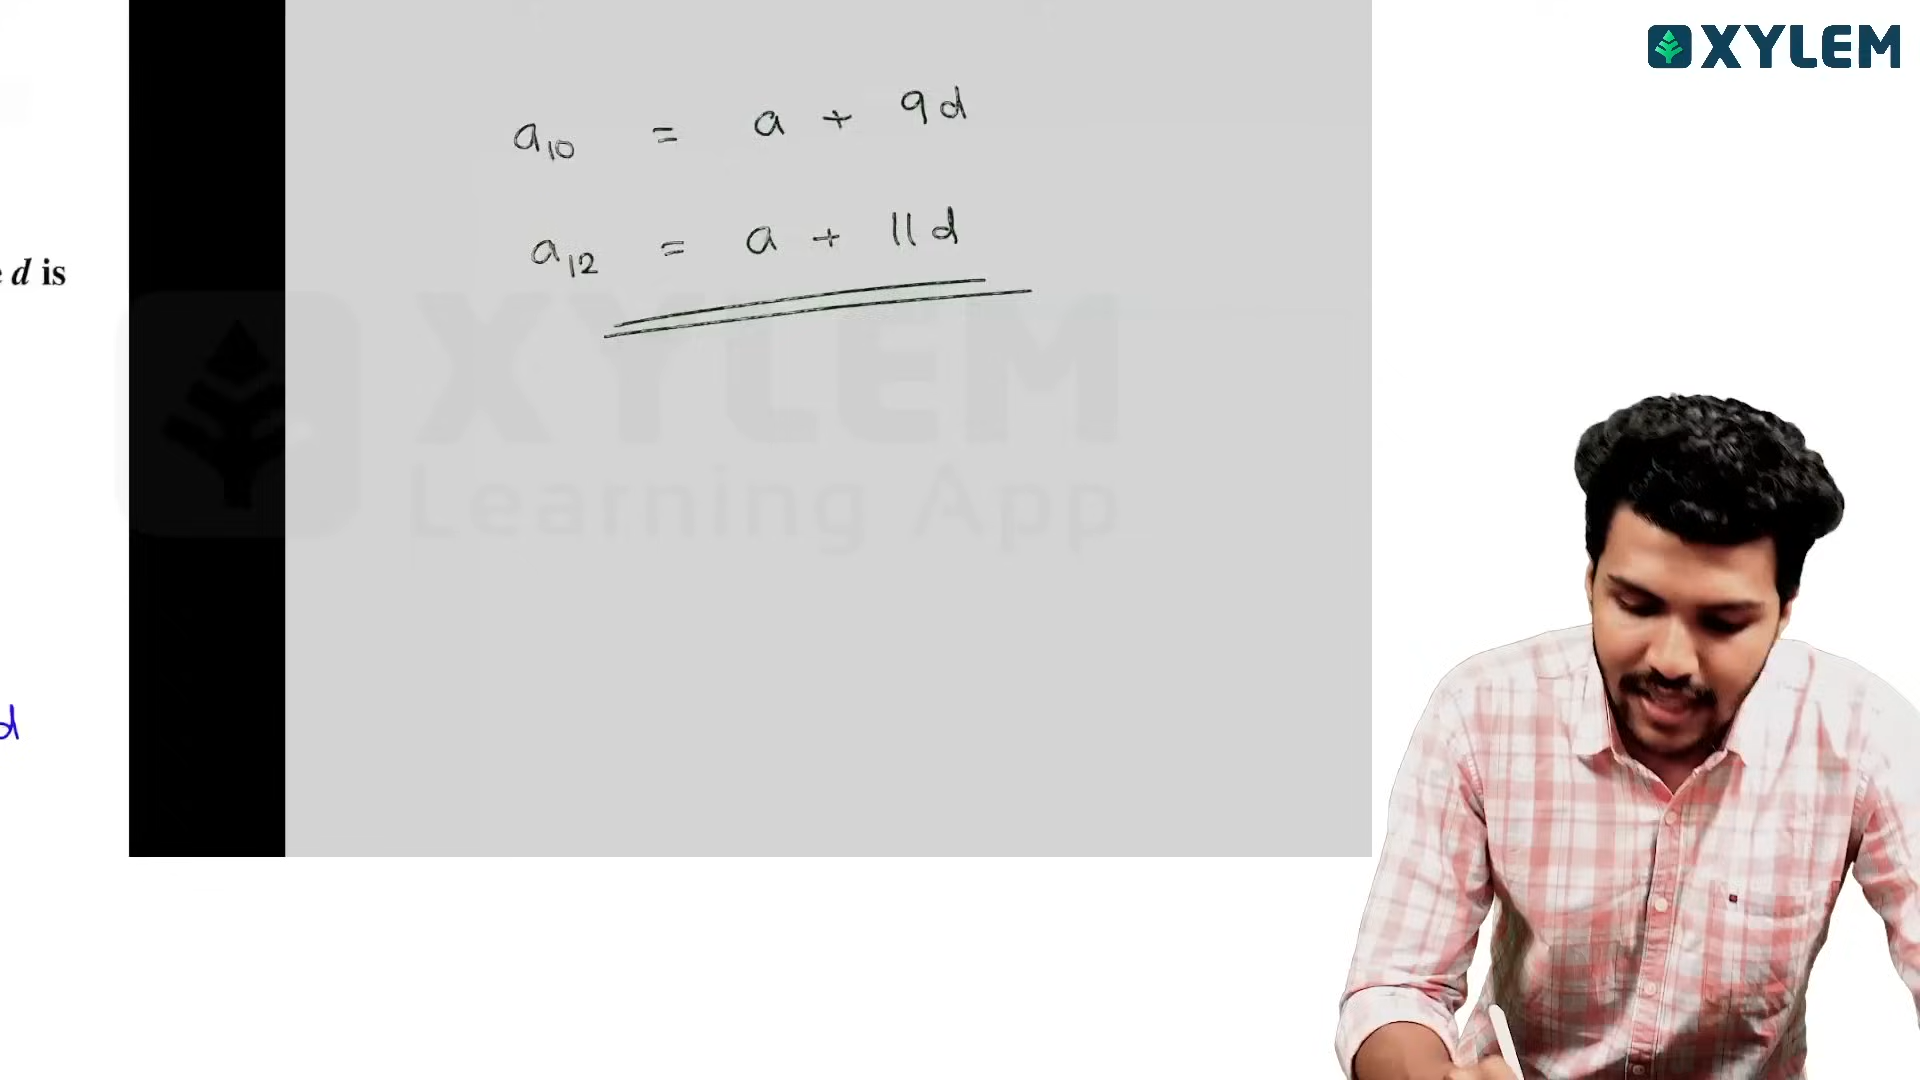 XYLEM
a₁₀ = a + 9d
a₁₂ = a + 11d
d is
XYLEM
Learning App
d